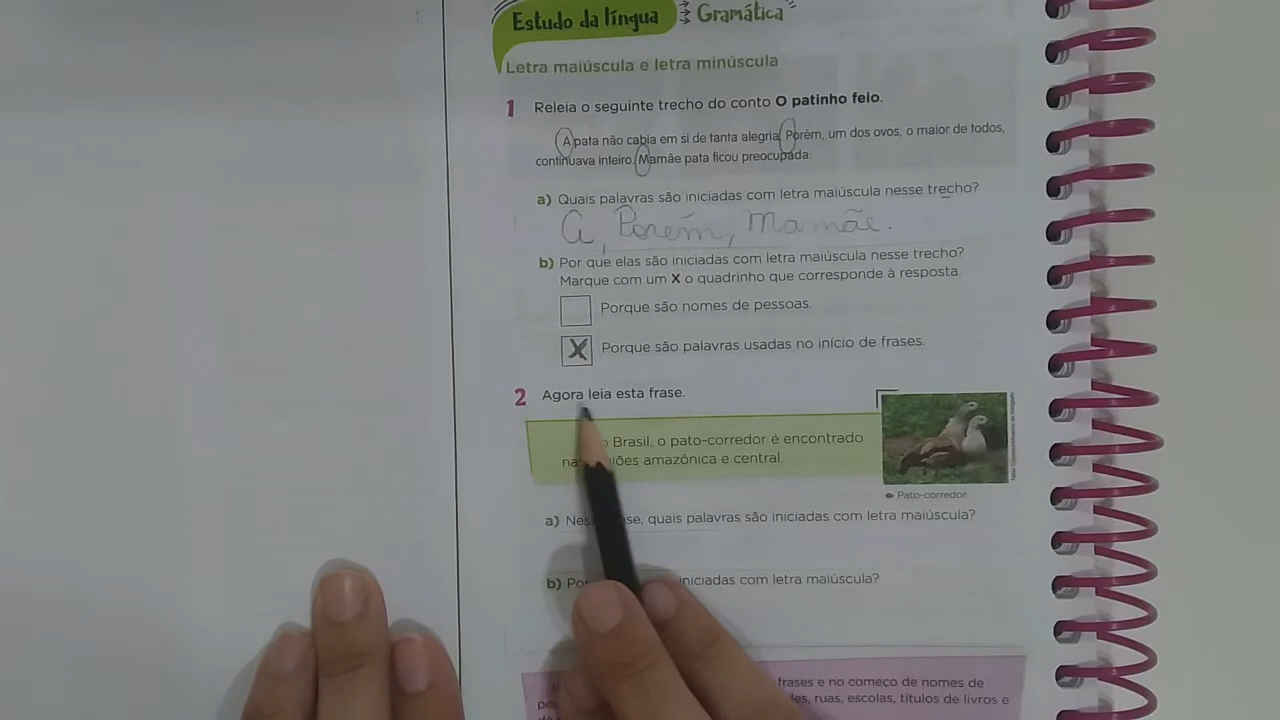 Estudo da língua Gramática
Letra maiúscula e letra minúscula
1 Releia o seguinte trecho do conto O patinho feio.
A pata não cabia em si de tanta alegria. Porém, um dos ovos, o maior de todos,
continuava inteiro. Mamãe pata ficou preocupada:
a) Quais palavras são iniciadas com letra maiúscula nesse trecho?
A, Porém, Mamãe.
b) Por que elas são iniciadas com letra maiúscula nesse trecho?
Marque com um X o quadrinho que corresponde à resposta.
Porque são nomes de pessoas.
X Porque são palavras usadas no início de frases.
2 Agora leia esta frase.
Brasil, o pato-corredor é encontrado
amazônica e central.
Pato-corredor.
a) quais palavras são iniciadas com letra maiúscula?
b) iniciadas com letra maiúscula?
frases e no começo de nomes de
ruas, escolas, títulos de livros e